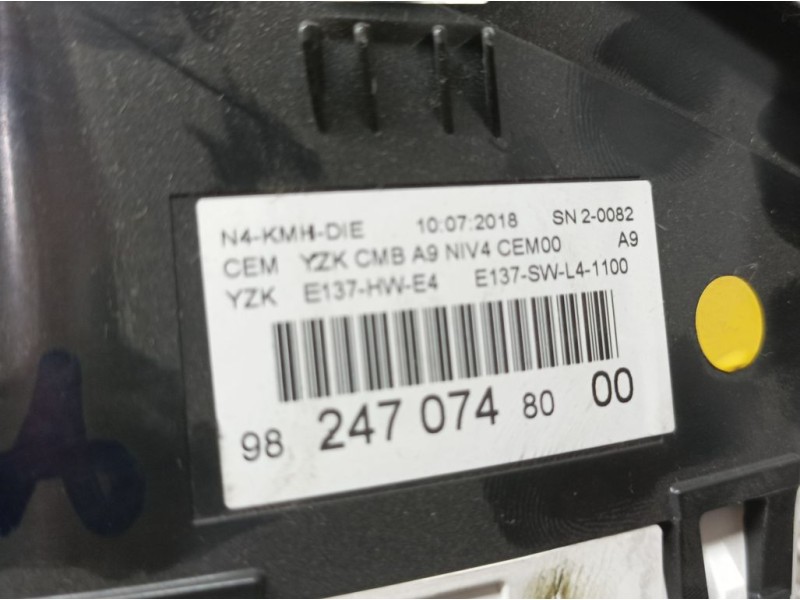 N4-KMH-DIE 10:07:2018 SN 2-0082
CEM YZK CMB A9 NIV4 CEM00 A9
YZK E137-HW-E4 E137-SW-L4-1100
98 247 074 80 00